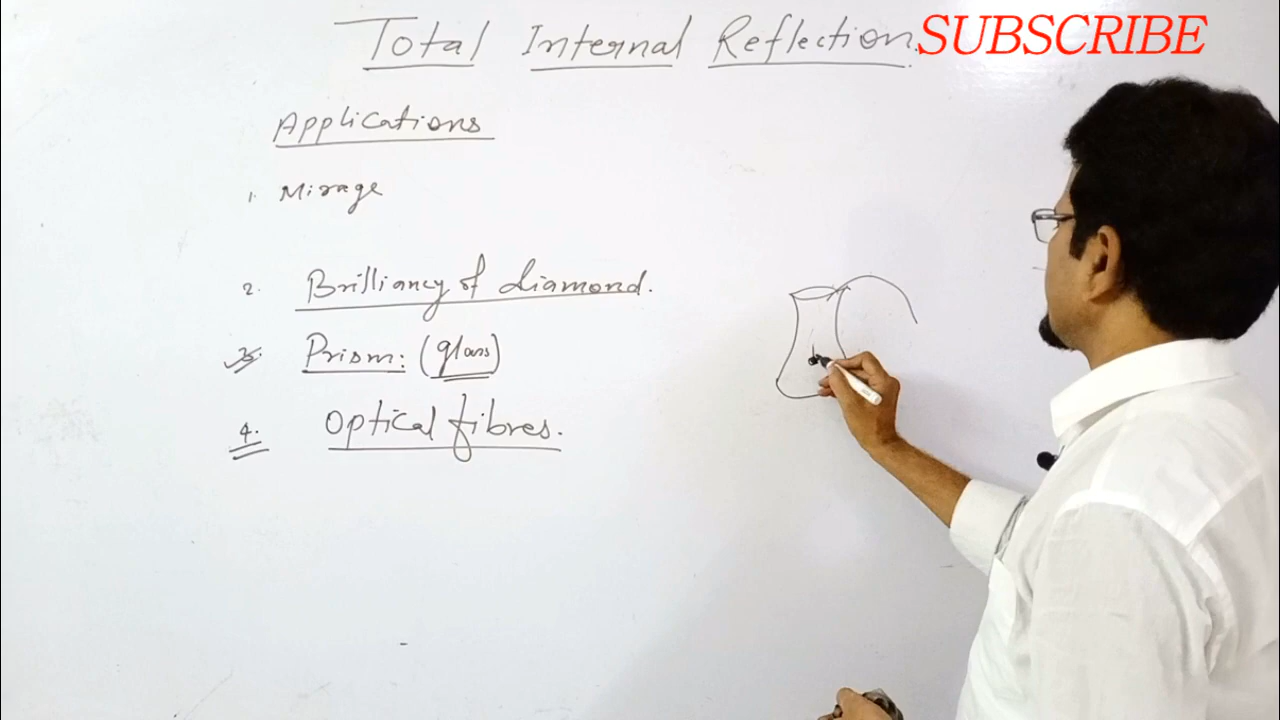 Total Internal Reflection. SUBSCRIBE
Applications
1. Mirage
2. Brilliancy of diamond.
3. Prism: (glass)
4. Optical fibres.